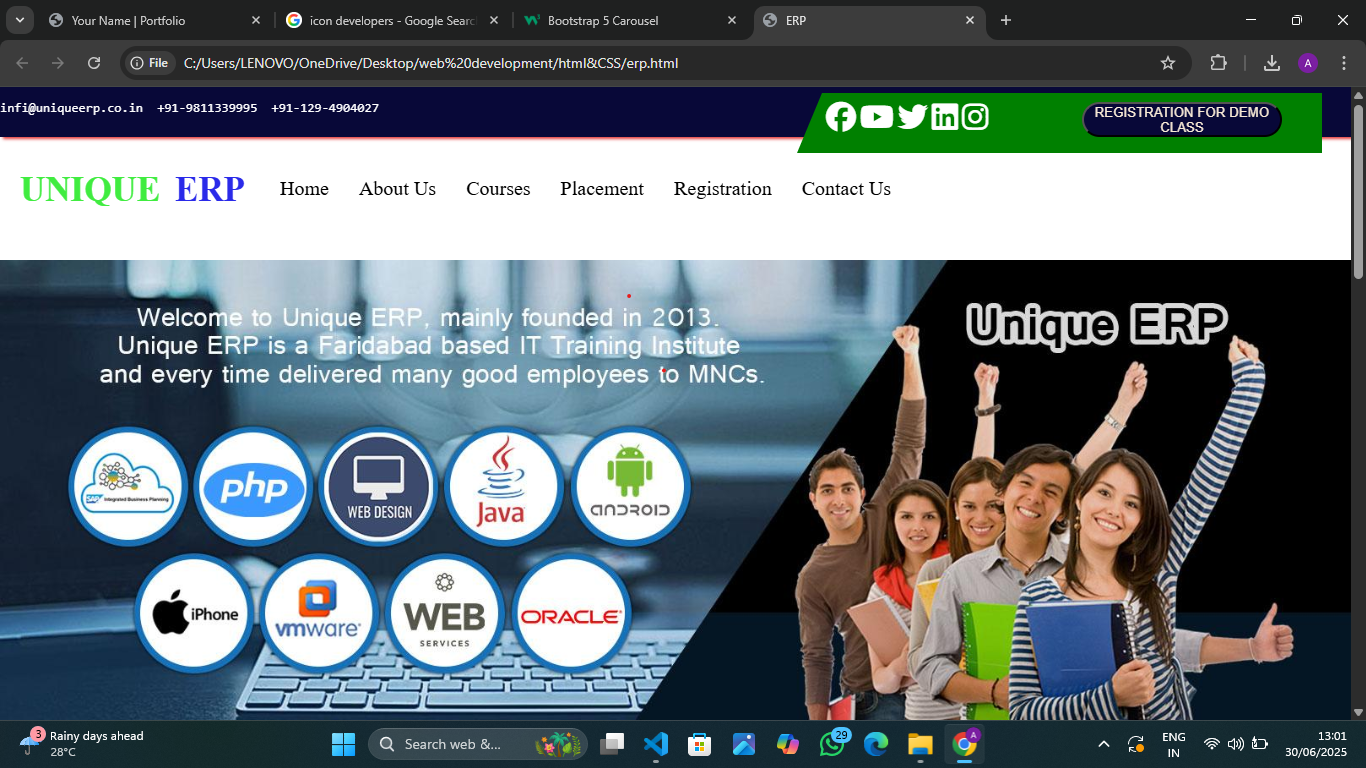 Your Name | Portfolio
icon developers - Google Searc
Bootstrap 5 Carousel
ERP
File
C:/Users/LENOVO/OneDrive/Desktop/web%20development/html&CSS/erp.html
A
infi@uniqueerp.co.in +91-9811339995 +91-129-4904027
REGISTRATION FOR DEMO
CLASS
UNIQUE ERP
Home
About Us
Courses
Placement
Registration
Contact Us
Welcome to Unique ERP, mainly founded in 2013.
Unique ERP is a Faridabad based IT Training Institute
and every time delivered many good employees to MNCs.
Unique ERP
SAP Integrated Business Planning
php
WEB DESIGN
Java
ANDROID
iPhone
vmware
WEB
SERVICES
ORACLE
3
Rainy days ahead
28°C
Search web &...
29
A
ENG
IN
13:01
30/06/2025